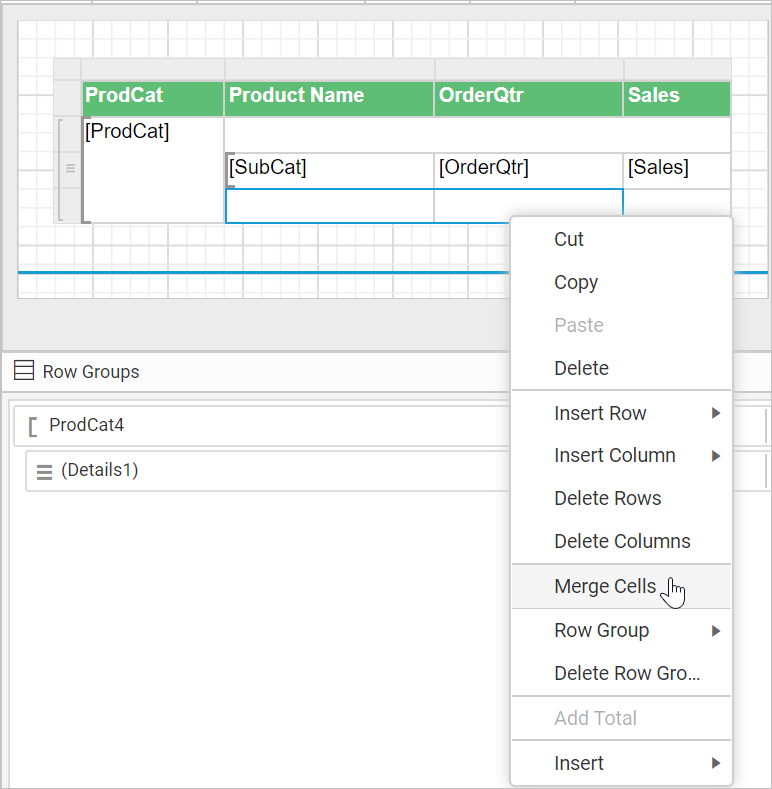 ProdCat Product Name OrderQtr Sales
[ProdCat]
[SubCat] [OrderQtr] [Sales]
Cut
Copy
Paste
Delete
Row Groups
Insert Row
ProdCat4
Insert Column
(Details1)
Delete Rows
Delete Columns
Merge Cells
Row Group
Delete Row Gro...
Add Total
Insert